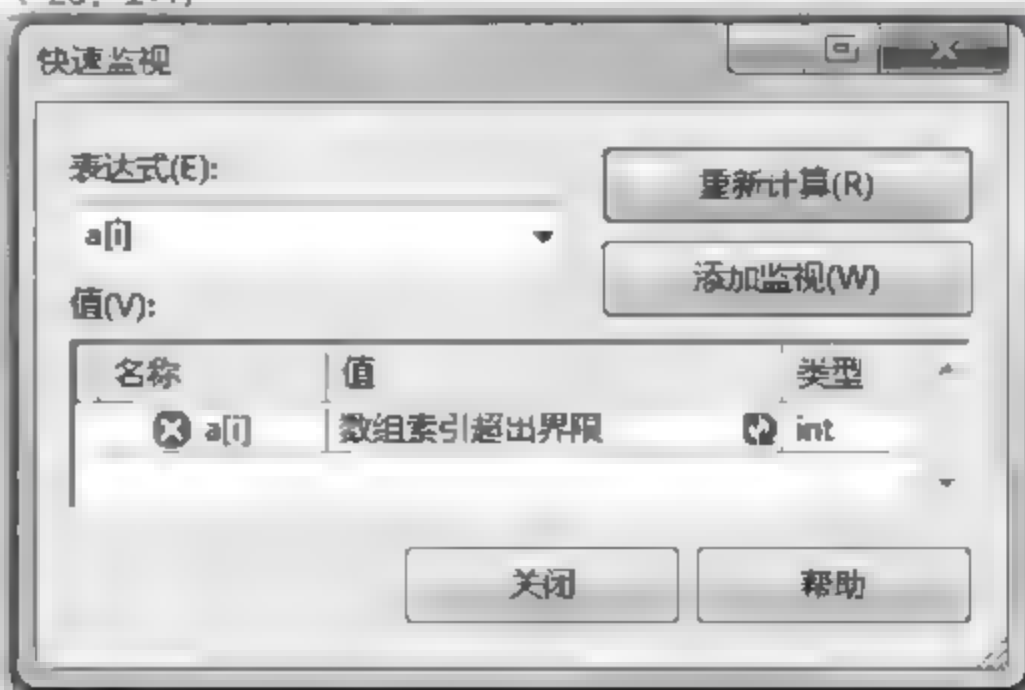 快速监视
表达式(E):
重新计算(R)
a[i]
添加监视(W)
值(V):
名称 值 类型
a[i] 数组索引超出界限 int
关闭 帮助